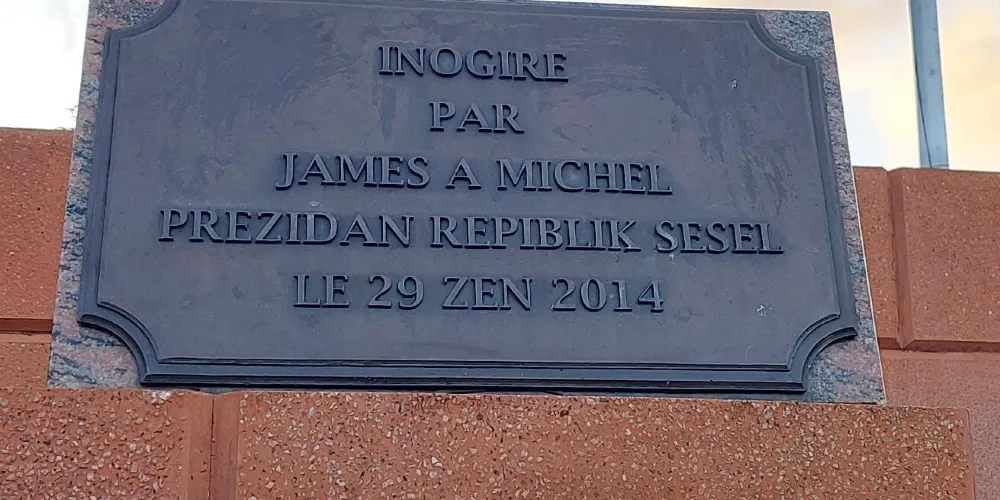 INOGIRE
PAR
JAMES A MICHEL
PREZIDAN REPIBLIK SESEL
LE 29 ZEN 2014